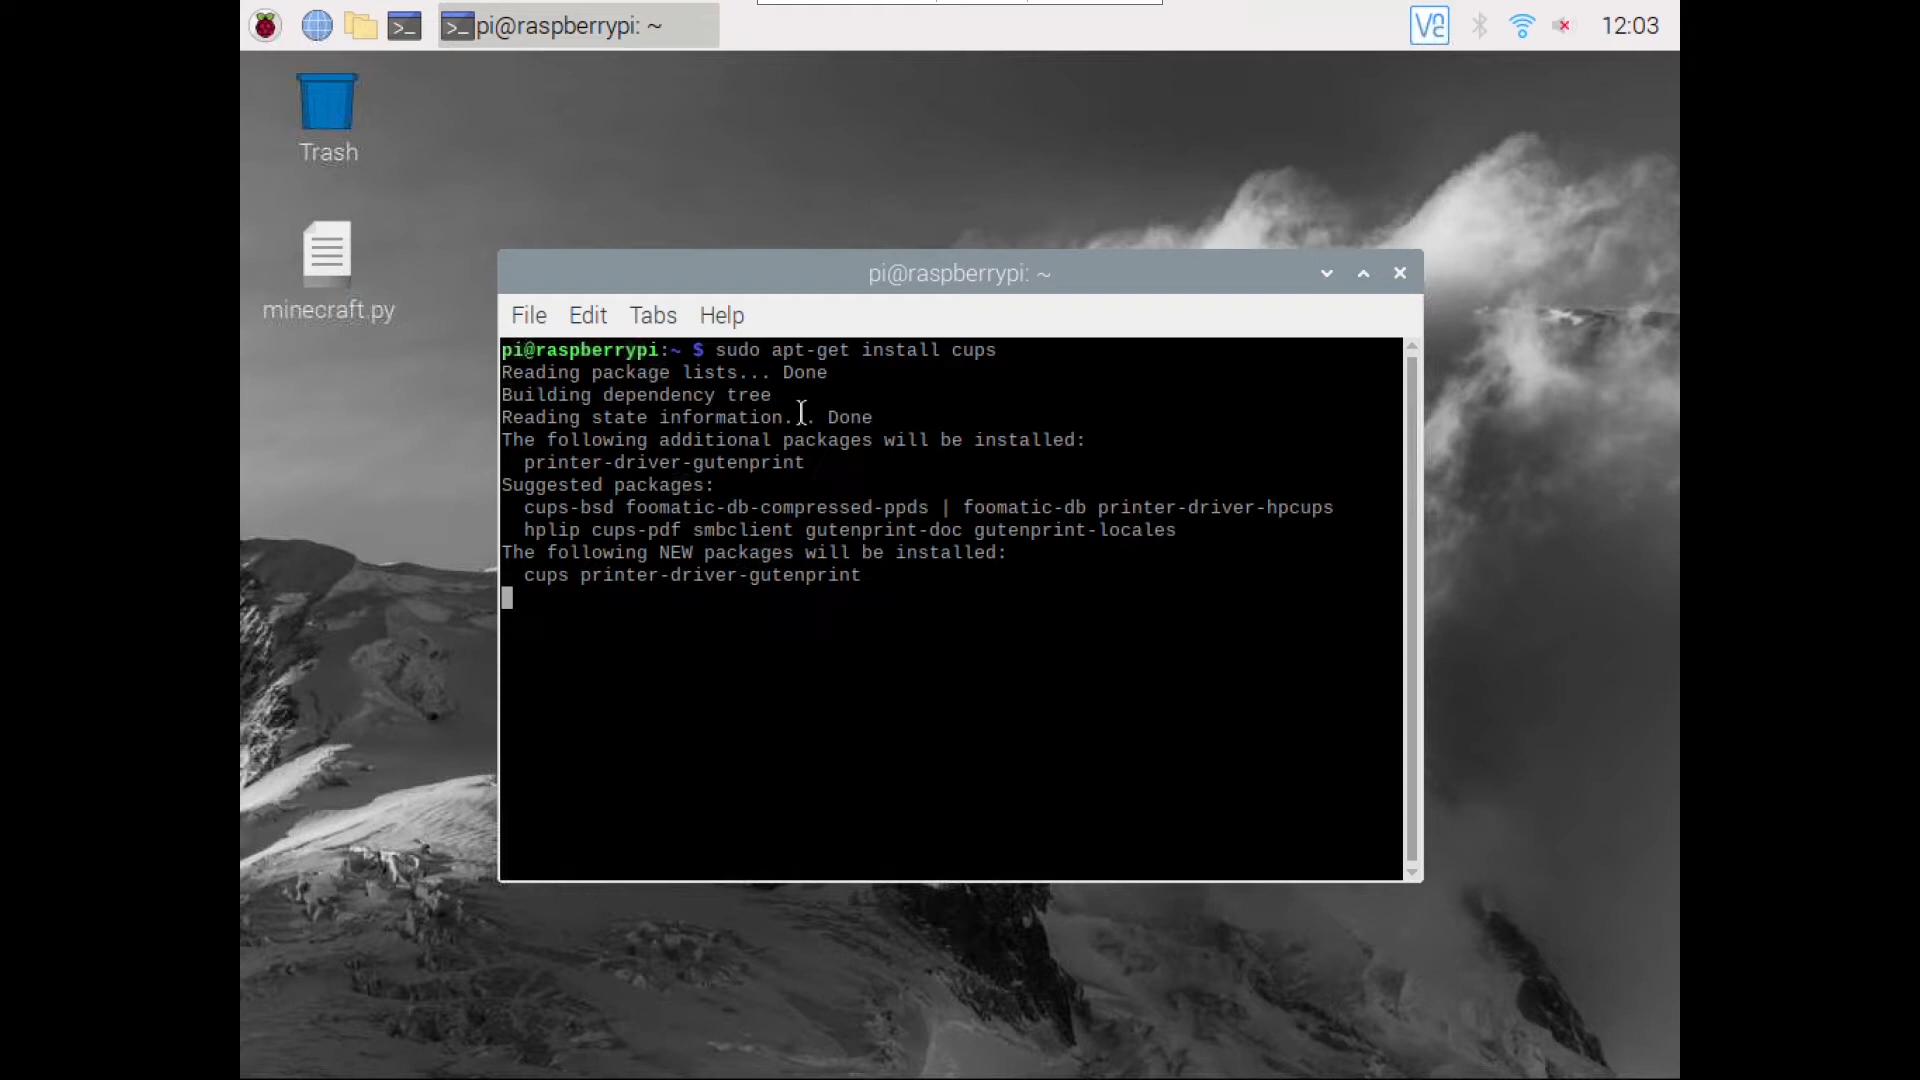 pi@raspberrypi: ~
12:03
Trash
minecraft.py
pi@raspberrypi: ~
File Edit Tabs Help
pi@raspberrypi:~ $ sudo apt-get install cups
Reading package lists... Done
Building dependency tree
Reading state information... Done
The following additional packages will be installed:
printer-driver-gutenprint
Suggested packages:
cups-bsd foomatic-db-compressed-ppds | foomatic-db printer-driver-hpcups
hplip cups-pdf smbclient gutenprint-doc gutenprint-locales
The following NEW packages will be installed:
cups printer-driver-gutenprint